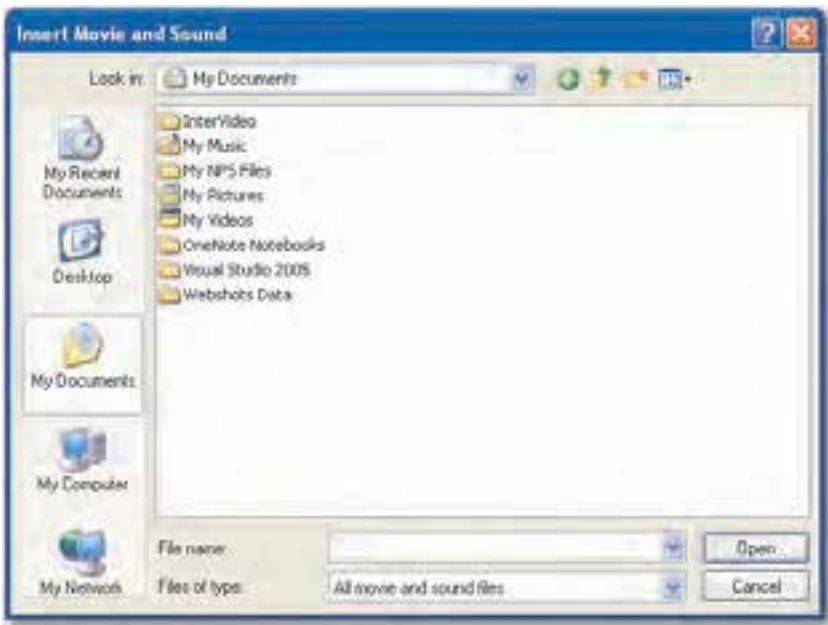 Insert Movie and Sound
Look in: My Documents
InterVideo
My Music
My NPS Files
My Pictures
My Videos
OneNote Notebooks
Visual Studio 2005
Webshots Data
My Recent
Documents
Desktop
My Documents
My Computer
My Network
File name:
Files of type: All movie and sound files
Open
Cancel